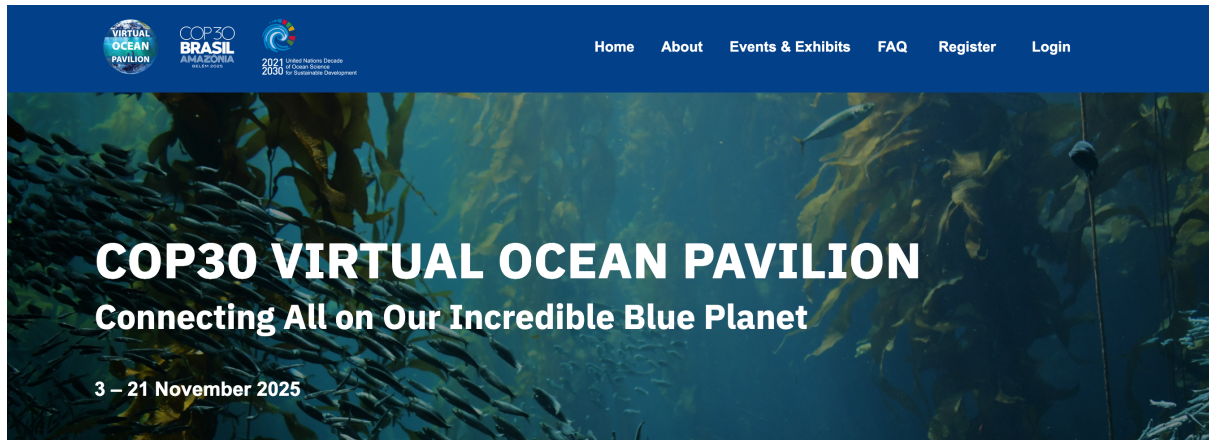 VIRTUAL
OCEAN
PAVILION
COP30
BRASIL
AMAZÔNIA
BELÉM 2025
2021 United Nations Decade
of Ocean Science
2030 for Sustainable Development
Home About Events & Exhibits FAQ Register Login
COP30 VIRTUAL OCEAN PAVILION
Connecting All on Our Incredible Blue Planet
3 – 21 November 2025